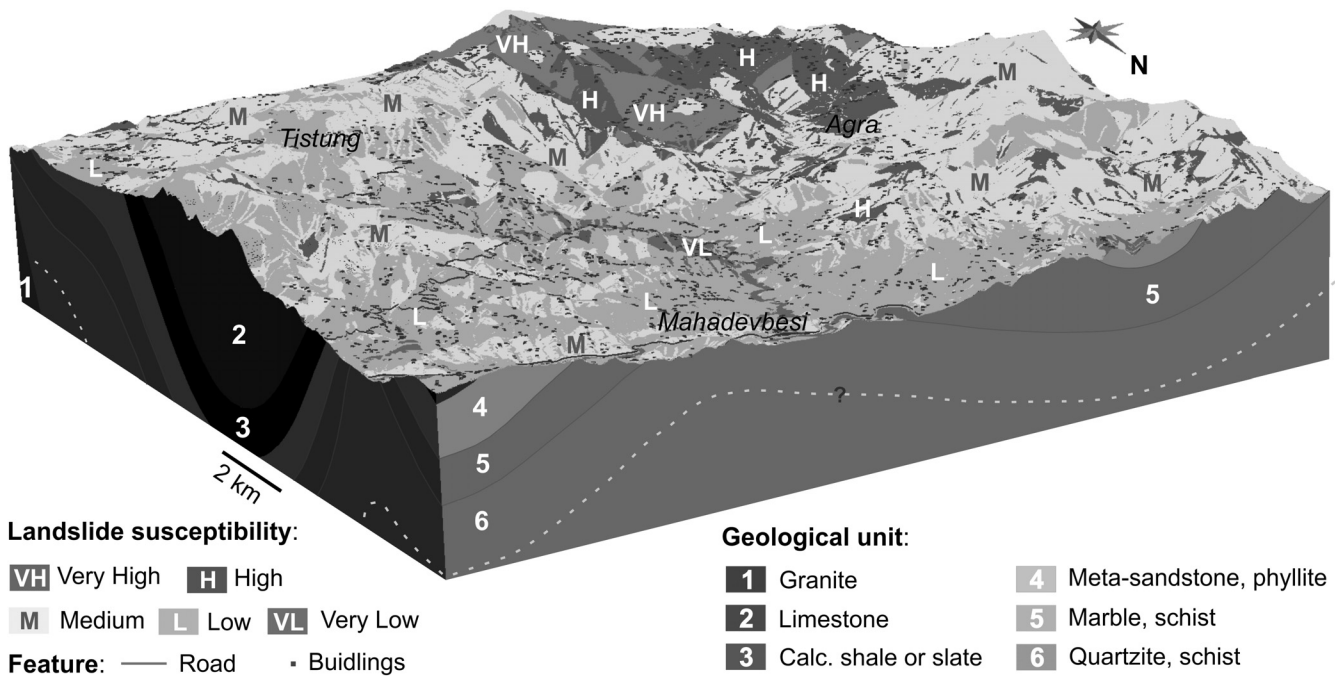 VH
H
H
M
N
H
VH
M
M
Agra
Tistung
M
L
M
M
H
M
L
VL
L
1
5
L
L
2
Mahadevbesi
M
?
4
3
5
2 km
6
Landslide susceptibility:
VH Very High H High
M Medium L Low VL Very Low
Feature: Road Buidlings
Geological unit:
1 Granite
2 Limestone
3 Calc. shale or slate
4 Meta-sandstone, phyllite
5 Marble, schist
6 Quartzite, schist